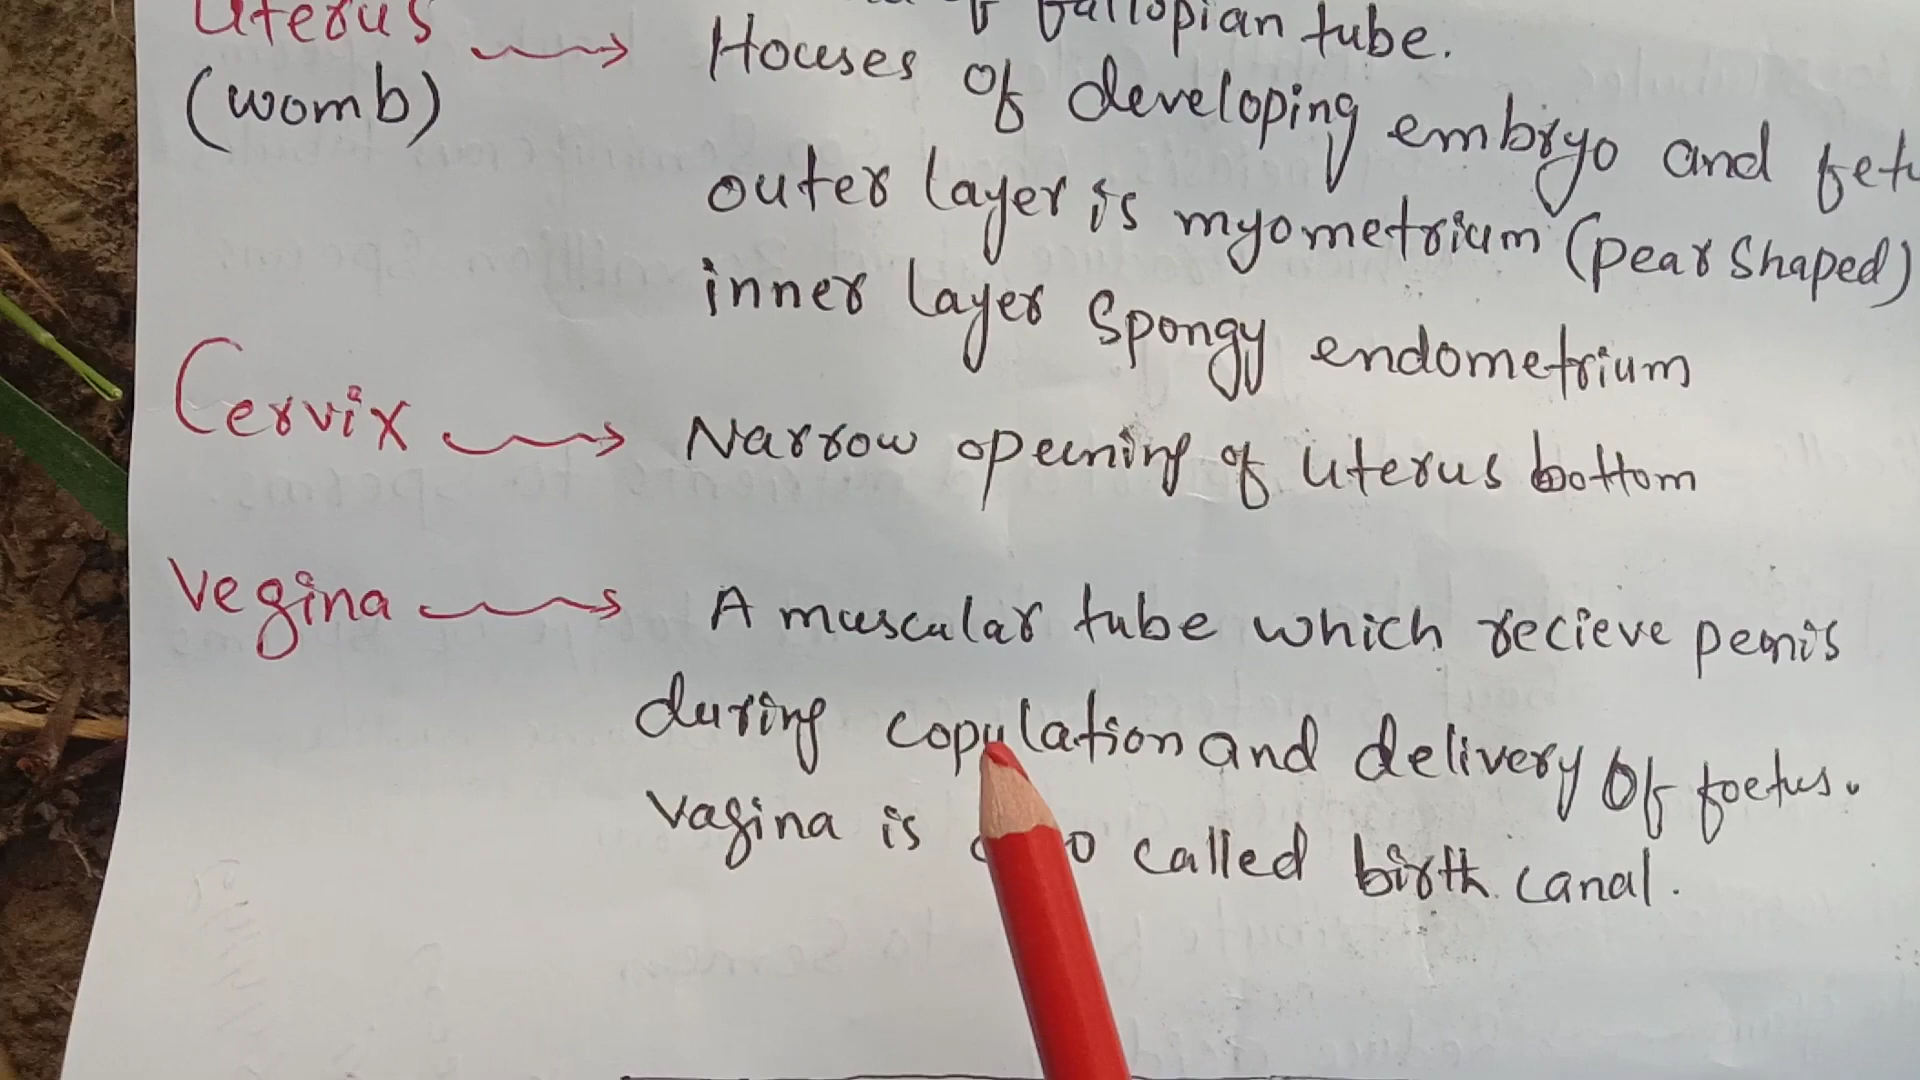 fallopian tube.
Uterus Houses of developing embryo and
(womb)
outer layer is myometrium (pear shaped)
inner layer spongy endometrium
Cervix Narrow opening of uterus bottom
Vegina A muscular tube which recieve penis
during copulation and delivery of foetus.
Vagina is called birth canal.